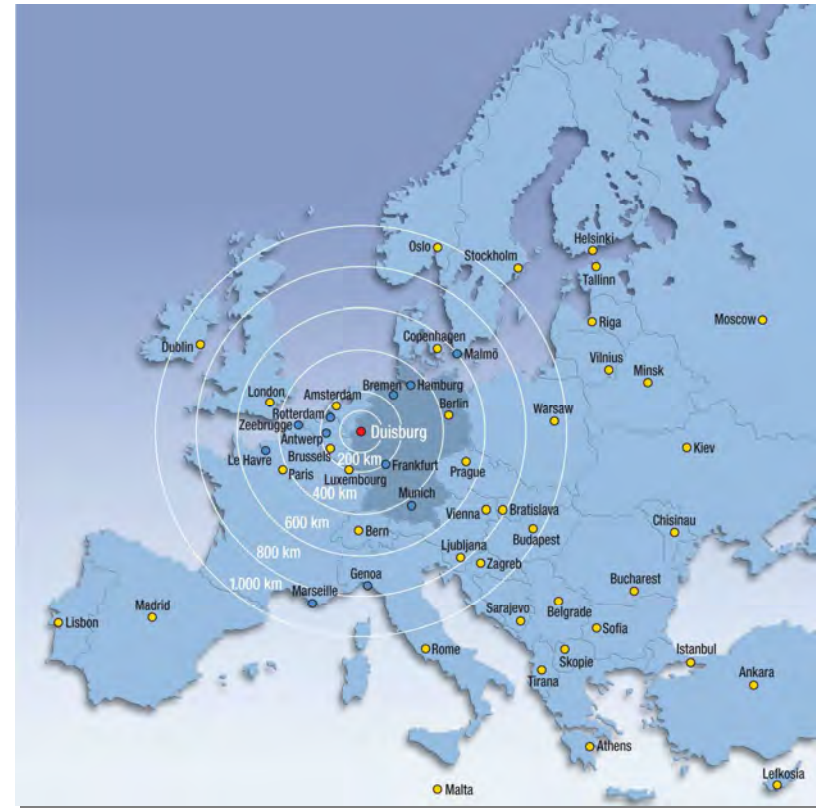 Oslo
Stockholm
Helsinki
Tallinn
Riga
Moscow
Dublin
Copenhagen
Malmö
Vilnius
Minsk
London
Amsterdam
Bremen
Hamburg
Rotterdam
Berlin
Warsaw
Zeebrugge
Duisburg
Antwerp
Kiev
Brussels
200 km
Frankfurt
Le Havre
Paris
Luxembourg
Prague
400 km
Munich
Vienna
Bratislava
600 km
Bern
Budapest
Chisinau
800 km
Ljubljana
Zagreb
1.000 km
Genoa
Marseille
Bucharest
Madrid
Lisbon
Sarajevo
Belgrade
Sofia
Rome
Skopie
Istanbul
Tirana
Ankara
Athens
Lefkosia
Malta